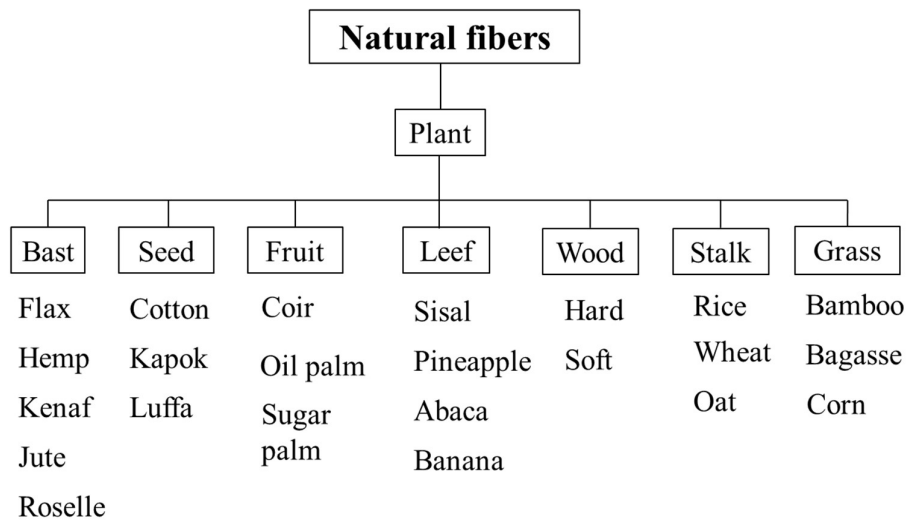 Natural fibers
Plant
Bast
Seed
Fruit
Leef
Wood
Stalk
Grass
Flax
Hemp
Kenaf
Jute
Roselle
Cotton
Kapok
Luffa
Coir
Oil palm
Sugar
palm
Sisal
Pineapple
Abaca
Banana
Hard
Soft
Rice
Wheat
Oat
Bamboo
Bagasse
Corn